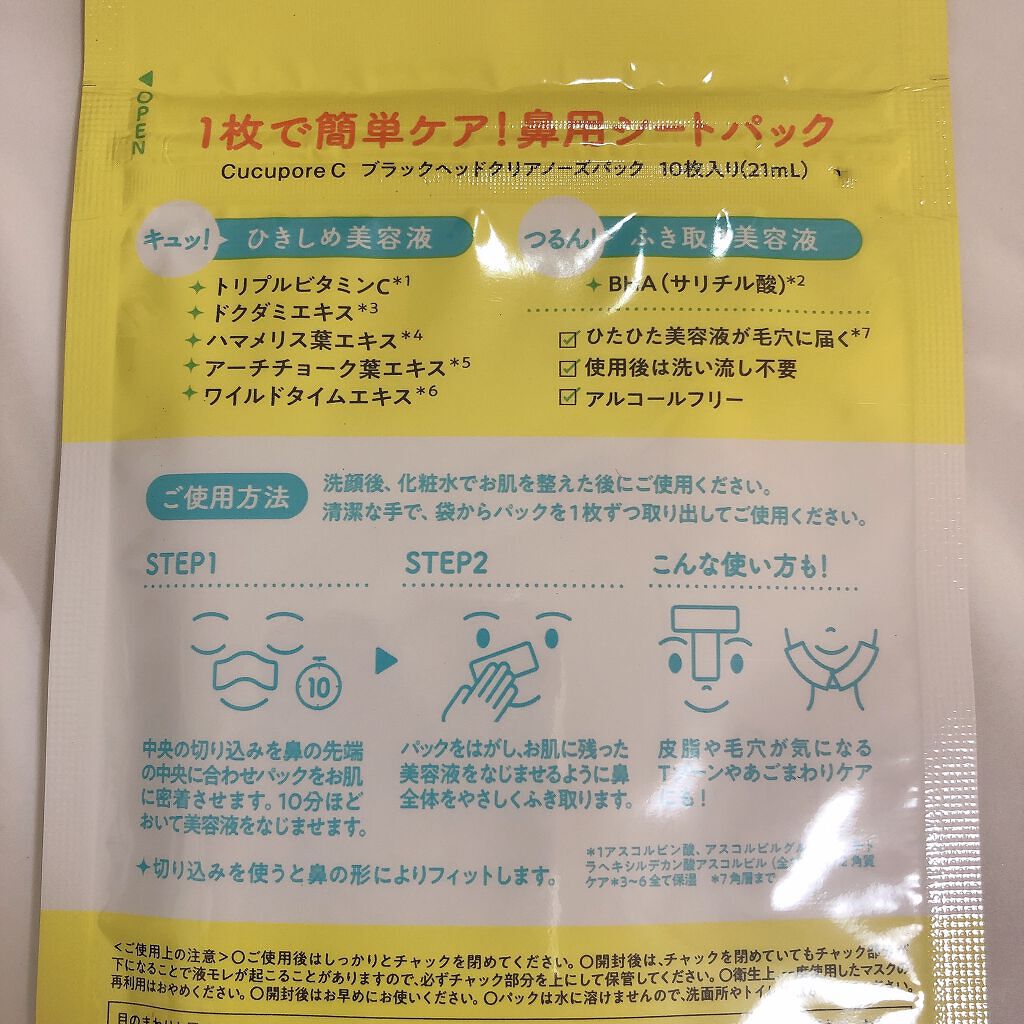 OPEN
1枚で簡単ケア!鼻用シートパック
Cucupore C ブラックヘッドクリアノーズパック 10枚入り(21mL)
キュッ! ひきしめ美容液
トリプルビタミンC*1
ドクダミエキス*3
ハマメリス葉エキス*4
アーチチョーク葉エキス*5
ワイルドタイムエキス*6
つるん! ふき取り美容液
BHA(サリチル酸)*2
ひたひた美容液が毛穴に届く*7
使用後は洗い流し不要
アルコールフリー
ご使用方法
洗顔後、化粧水でお肌を整えた後にご使用ください。
清潔な手で、袋からパックを1枚ずつ取り出してご使用ください。
STEP1
10
中央の切り込みを鼻の先端
の中央に合わせパックをお肌
に密着させます。10分ほど
おいて美容液をなじませます。
✦切り込みを使うと鼻の形によりフィットします。
STEP2
パックをはがし、お肌に残った
美容液をなじませるように鼻
全体をやさしくふき取ります。
こんな使い方も!
皮脂や毛穴が気になる
Tゾーンやあごまわりケア
にも!
*1アスコルビン酸、アスコルビルグル
ラヘキシルデカン酸アスコルビル(全 角質
ケア*3~6全て保湿 *7角層まで
<ご使用上の注意>〇ご使用後はしっかりとチャックを閉めてください。〇開封後は、チャックを閉めていてもチャック部分が
下になることで液モレが起こることがありますので、必ずチャック部分を上にして保管してください。〇衛生上、一度使用したマスクの
再利用はおやめください。〇開封後はお早めにお使いください。〇パックは水に溶けませんので、洗面所やトイ ください。